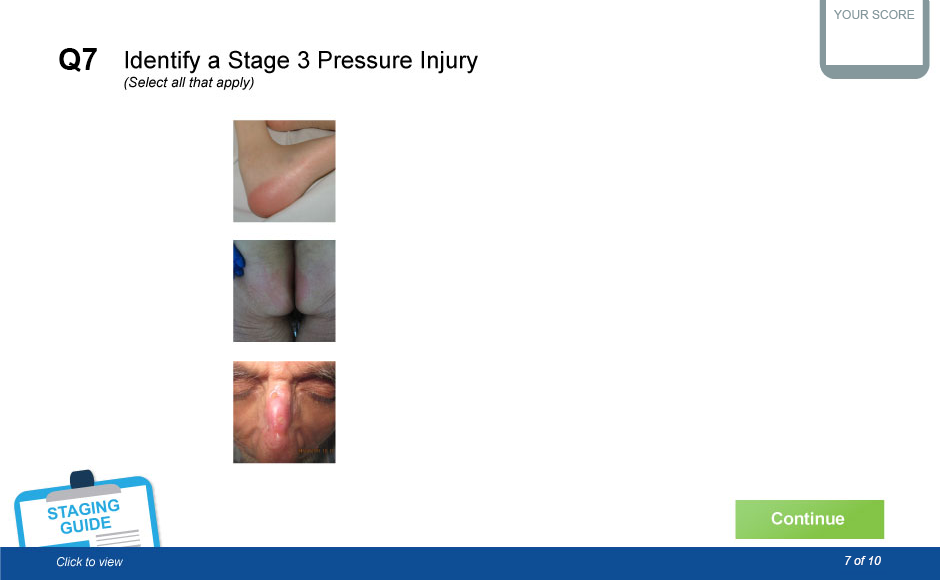 YOUR SCORE
Q7 Identify a Stage 3 Pressure Injury
(Select all that apply)
STAGING
GUIDE
Continue
Click to view
7 of 10